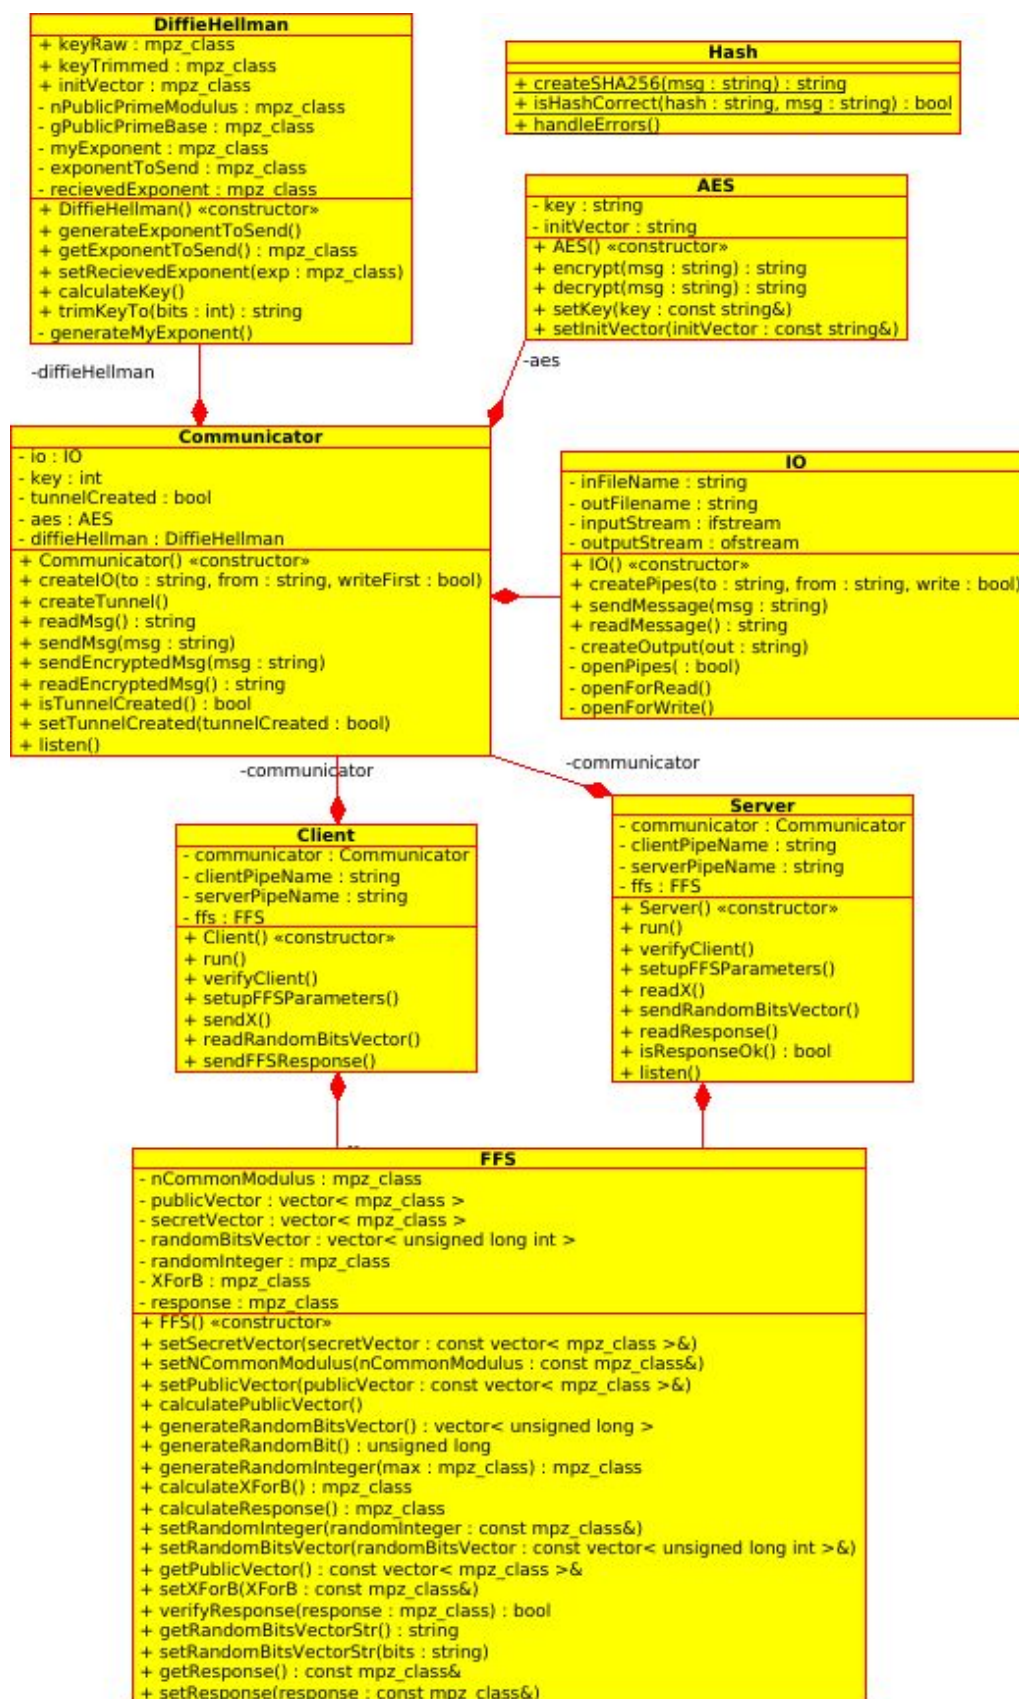 DiffieHellman
+ keyRaw : mpz_class
+ keyTrimmed : mpz_class
+ initVector : mpz_class
- nPublicPrimeModulus : mpz_class
- gPublicPrimeBase : mpz_class
- myExponent : mpz_class
- exponentToSend : mpz_class
- recievedExponent : mpz_class
+ DiffieHellman() «constructor»
+ generateExponentToSend()
+ getExponentToSend() : mpz_class
+ setRecievedExponent(exp : mpz_class)
+ calculateKey()
+ trimKeyTo(bits : int) : string
- generateMyExponent()
Hash
+ createSHA256(msg : string) : string
+ isHashCorrect(hash : string, msg : string) : bool
+ handleErrors()
AES
- key : string
- initVector : string
+ AES() «constructor»
+ encrypt(msg : string) : string
+ decrypt(msg : string) : string
+ setKey(key : const string&)
+ setInitVector(initVector : const string&)
-diffieHellman
-aes
Communicator
- io : IO
- key : int
- tunnelCreated : bool
- aes : AES
- diffieHellman : DiffieHellman
+ Communicator() «constructor»
+ createIO(to : string, from : string, writeFirst : bool)
+ createTunnel()
+ readMsg() : string
+ sendMsg(msg : string)
+ sendEncryptedMsg(msg : string)
+ readEncryptedMsg() : string
+ isTunnelCreated() : bool
+ setTunnelCreated(tunnelCreated : bool)
+ listen()
IO
- inFileName : string
- outFilename : string
- inputStream : ifstream
- outputStream : ofstream
+ IO() «constructor»
+ createPipes(to : string, from : string, write : bool)
+ sendMessage(msg : string)
+ readMessage() : string
- createOutput(out : string)
- openPipes( : bool)
- openForRead()
- openForWrite()
-communicator
-communicator
Client
- communicator : Communicator
- clientPipeName : string
- serverPipeName : string
- ffs : FFS
+ Client() «constructor»
+ run()
+ verifyClient()
+ setupFFSParameters()
+ sendX()
+ readRandomBitsVector()
+ sendFFSResponse()
Server
- communicator : Communicator
- clientPipeName : string
- serverPipeName : string
- ffs : FFS
+ Server() «constructor»
+ run()
+ verifyClient()
+ setupFFSParameters()
+ readX()
+ sendRandomBitsVector()
+ readResponse()
+ isResponseOk() : bool
+ listen()
FFS
- nCommonModulus : mpz_class
- publicVector : vector< mpz_class >
- secretVector : vector< mpz_class >
- randomBitsVector : vector< unsigned long int >
- randomInteger : mpz_class
- XForB : mpz_class
- response : mpz_class
+ FFS() «constructor»
+ setSecretVector(secretVector : const vector< mpz_class >&)
+ setNCommonModulus(nCommonModulus : const mpz_class&)
+ setPublicVector(publicVector : const vector< mpz_class >&)
+ calculatePublicVector()
+ generateRandomBitsVector() : vector< unsigned long >
+ generateRandomBit() : unsigned long
+ generateRandomInteger(max : mpz_class) : mpz_class
+ calculateXForB() : mpz_class
+ calculateResponse() : mpz_class
+ setRandomInteger(randomInteger : const mpz_class&)
+ setRandomBitsVector(randomBitsVector : const vector< unsigned long int >&)
+ getPublicVector() : const vector< mpz_class >&
+ setXForB(XForB : const mpz_class&)
+ verifyResponse(response : mpz_class) : bool
+ getRandomBitsVectorStr() : string
+ setRandomBitsVectorStr(bits : string)
+ getResponse() : const mpz_class&
+ setResponse(response : const mpz_class&)